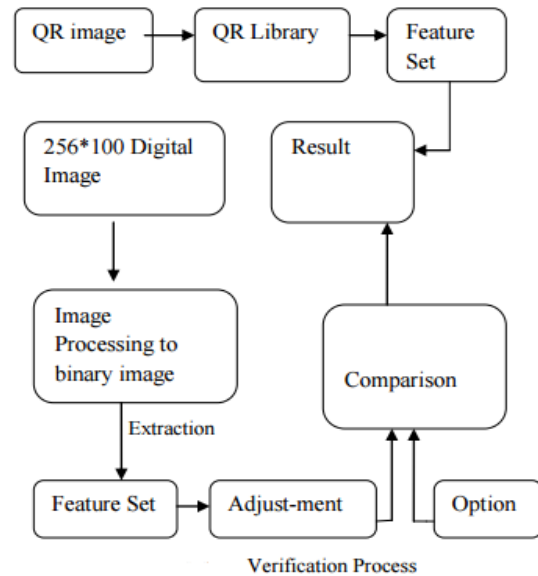 QR image
QR Library
Feature
Set
256*100 Digital
Image
Result
Image
Processing to
binary image
Comparison
Extraction
Feature Set
Adjust-ment
Option
Verification Process